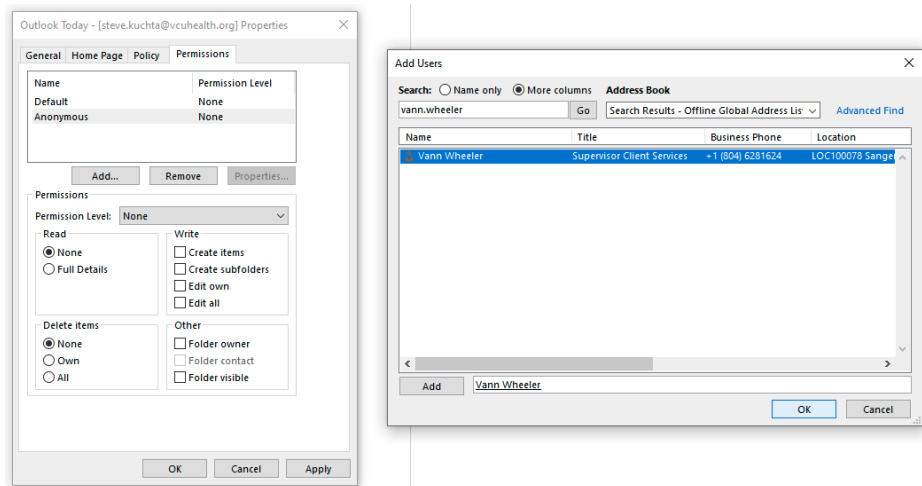 Outlook Today - [steve.kuchta@vcuhealth.org] Properties
General Home Page Policy Permissions
Name Permission Level
Default None
Anonymous None
Add... Remove Properties...
Permissions
Permission Level: None
Read
None
Full Details
Write
Create items
Create subfolders
Edit own
Edit all
Delete items
None
Own
All
Other
Folder owner
Folder contact
Folder visible
OK Cancel Apply
Add Users
Search: Name only More columns Address Book
vann.wheeler Go Search Results - Offline Global Address Lis Advanced Find
Name Title Business Phone Location
Vann Wheeler Supervisor Client Services +1 (804) 6281624 LOC100078 Sanger
Add Vann Wheeler
OK Cancel